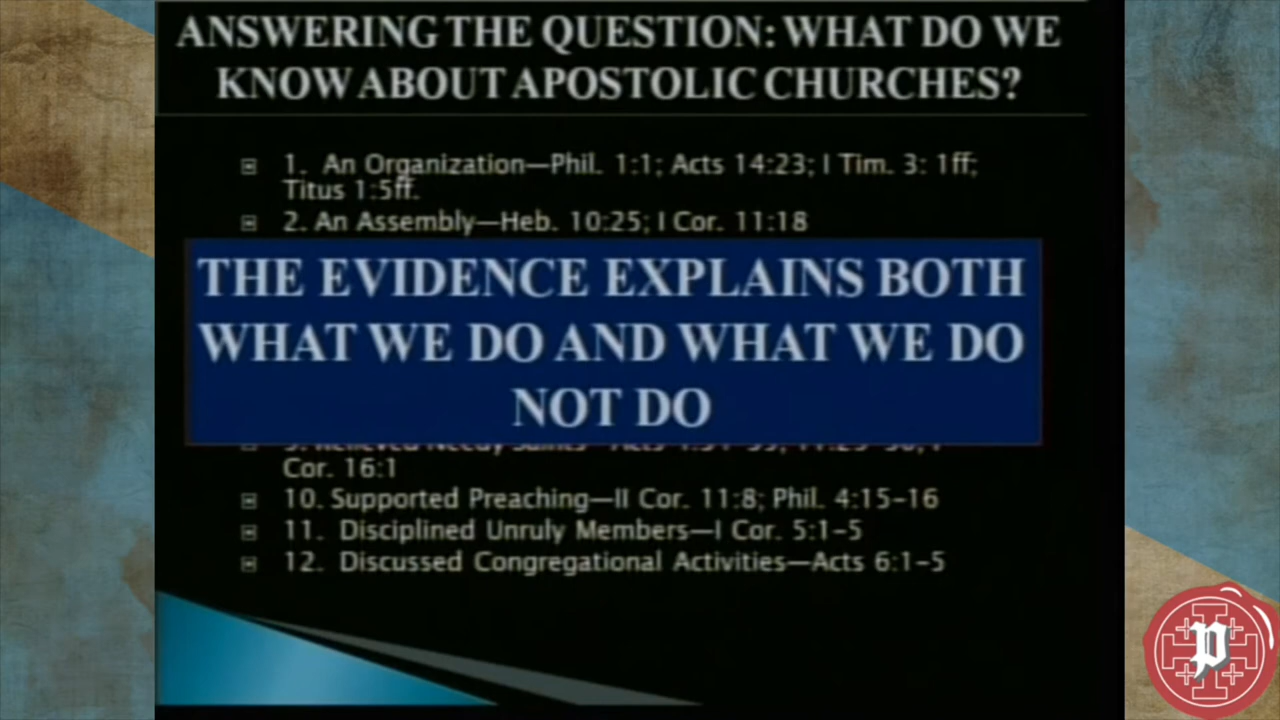 ANSWERING THE QUESTION: WHAT DO WE
KNOW ABOUT APOSTOLIC CHURCHES?
1. An Organization—Phil. 1:1; Acts 14:23; I Tim. 3: 1ff;
Titus 1:5ff.
2. An Assembly—Heb. 10:25; I Cor. 11:18
THE EVIDENCE EXPLAINS BOTH
WHAT WE DO AND WHAT WE DO
NOT DO
Cor. 16:1
10. Supported Preaching—II Cor. 11:8; Phil. 4:15-16
11. Disciplined Unruly Members—I Cor. 5:1-5
12. Discussed Congregational Activities—Acts 6:1-5
p